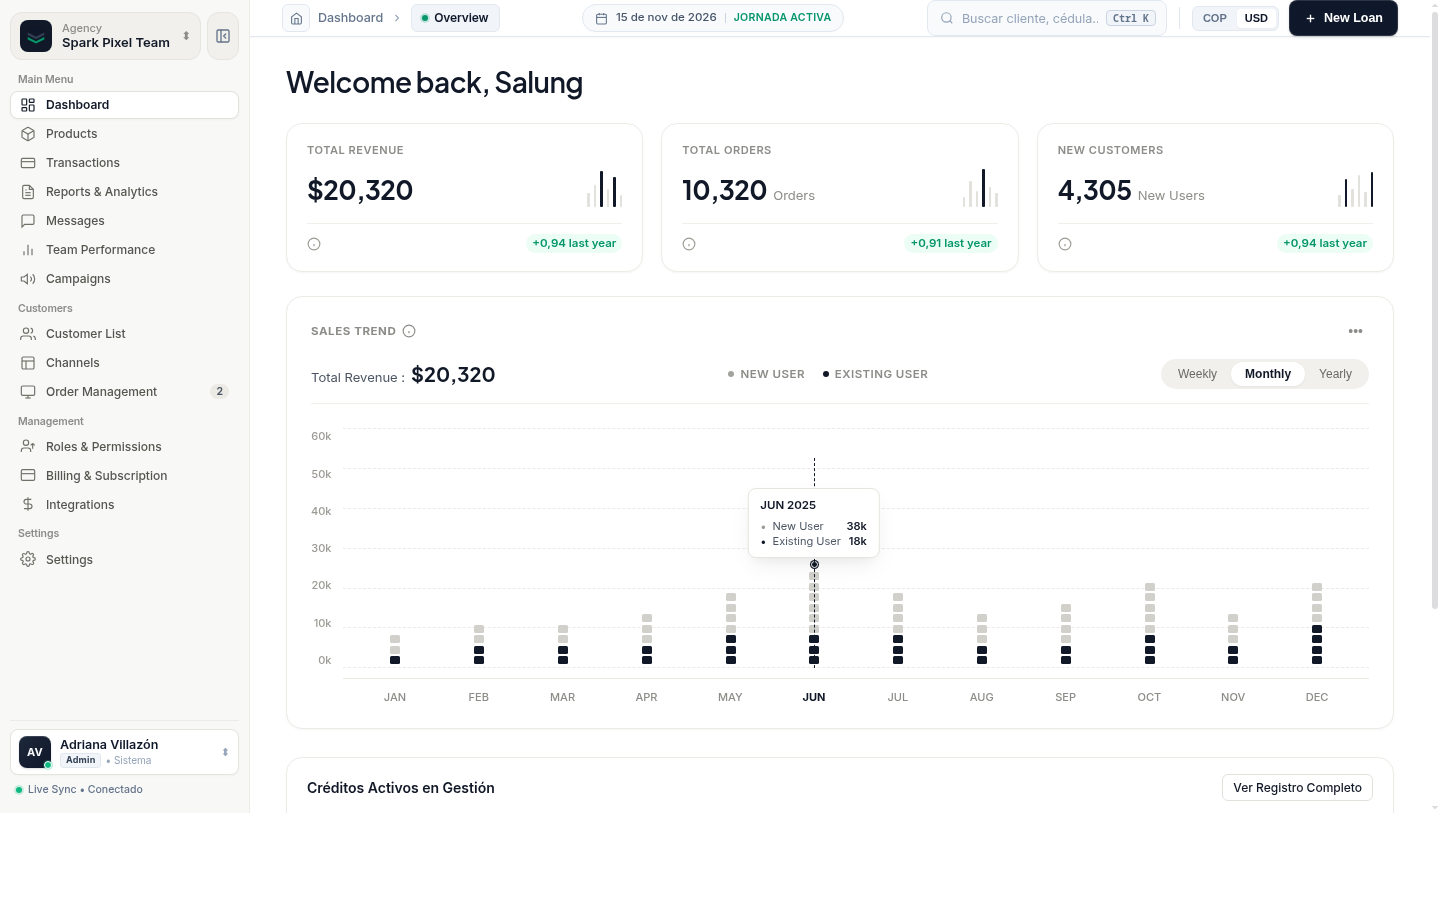 Agency
Spark Pixel Team
Main Menu
Dashboard
Products
Transactions
Reports & Analytics
Messages
Team Performance
Campaigns
Customers
Customer List
Channels
Order Management 2
Management
Roles & Permissions
Billing & Subscription
Integrations
Settings
Settings
AV
Adriana Villazón
Admin • Sistema
Live Sync • Conectado
Dashboard > Overview
15 de nov de 2026 | JORNADA ACTIVA
Buscar cliente, cédula.. Ctrl K
COP USD
+ New Loan
Welcome back, Salung
TOTAL REVENUE
$20,320
+0,94 last year
TOTAL ORDERS
10,320 Orders
+0,91 last year
NEW CUSTOMERS
4,305 New Users
+0,94 last year
SALES TREND
•••
Total Revenue : $20,320
NEW USER EXISTING USER
Weekly Monthly Yearly
60k
50k
40k
30k
20k
10k
0k
JUN 2025
• New User 38k
• Existing User 18k
JAN FEB MAR APR MAY JUN JUL AUG SEP OCT NOV DEC
Créditos Activos en Gestión
Ver Registro Completo